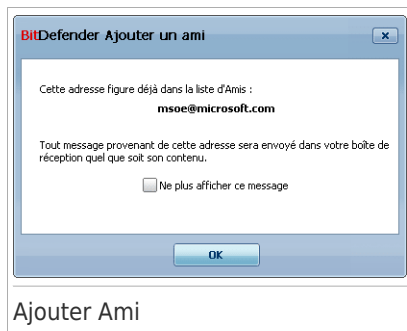 BitDefender Ajouter un ami
Cette adresse figure déjà dans la liste d'Amis :
msoe@microsoft.com
Tout message provenant de cette adresse sera envoyé dans votre boîte de
réception quel que soit son contenu.
Ne plus afficher ce message
OK
Ajouter Ami